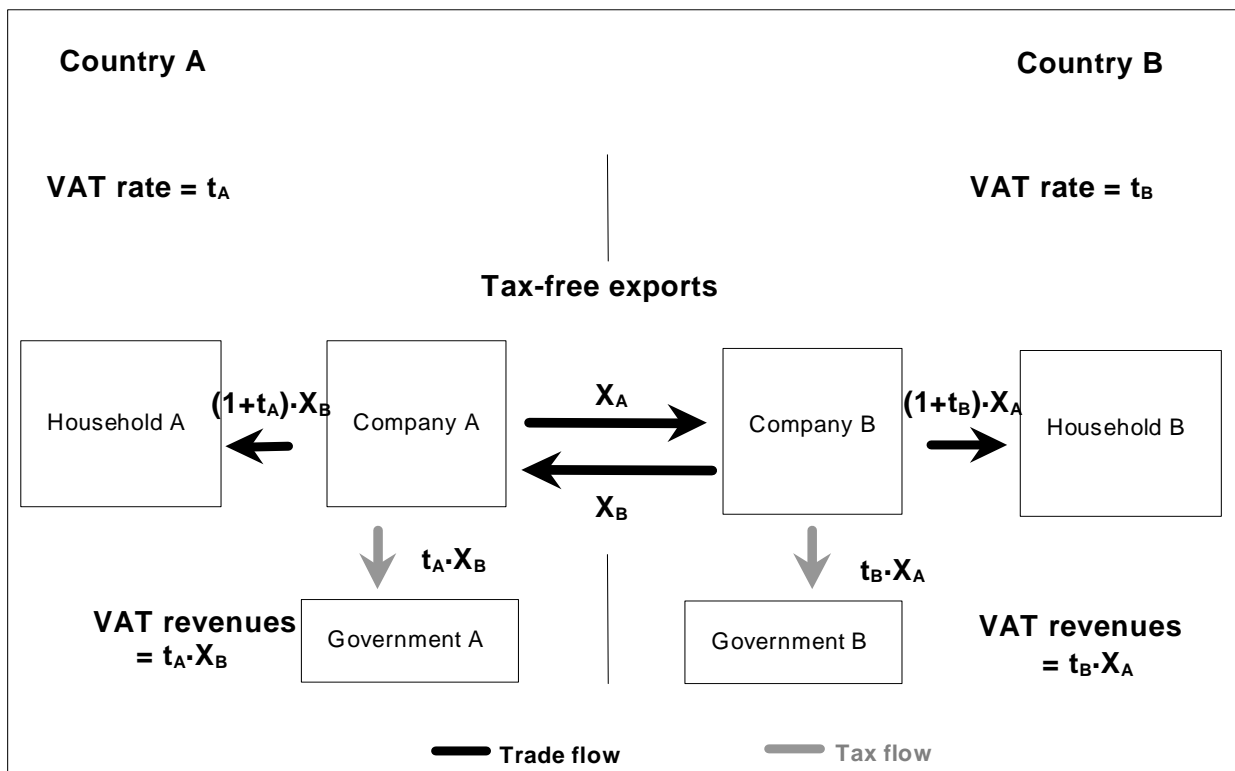 Country A
Country B
VAT rate = tA
VAT rate = tB
Tax-free exports
Household A
(1+tA)·XB
Company A
XA
XB
Company B
(1+tB)·XA
Household B
tA·XB
tB·XA
VAT revenues
= tA·XB
Government A
Government B
VAT revenues
= tB·XA
Trade flow
Tax flow